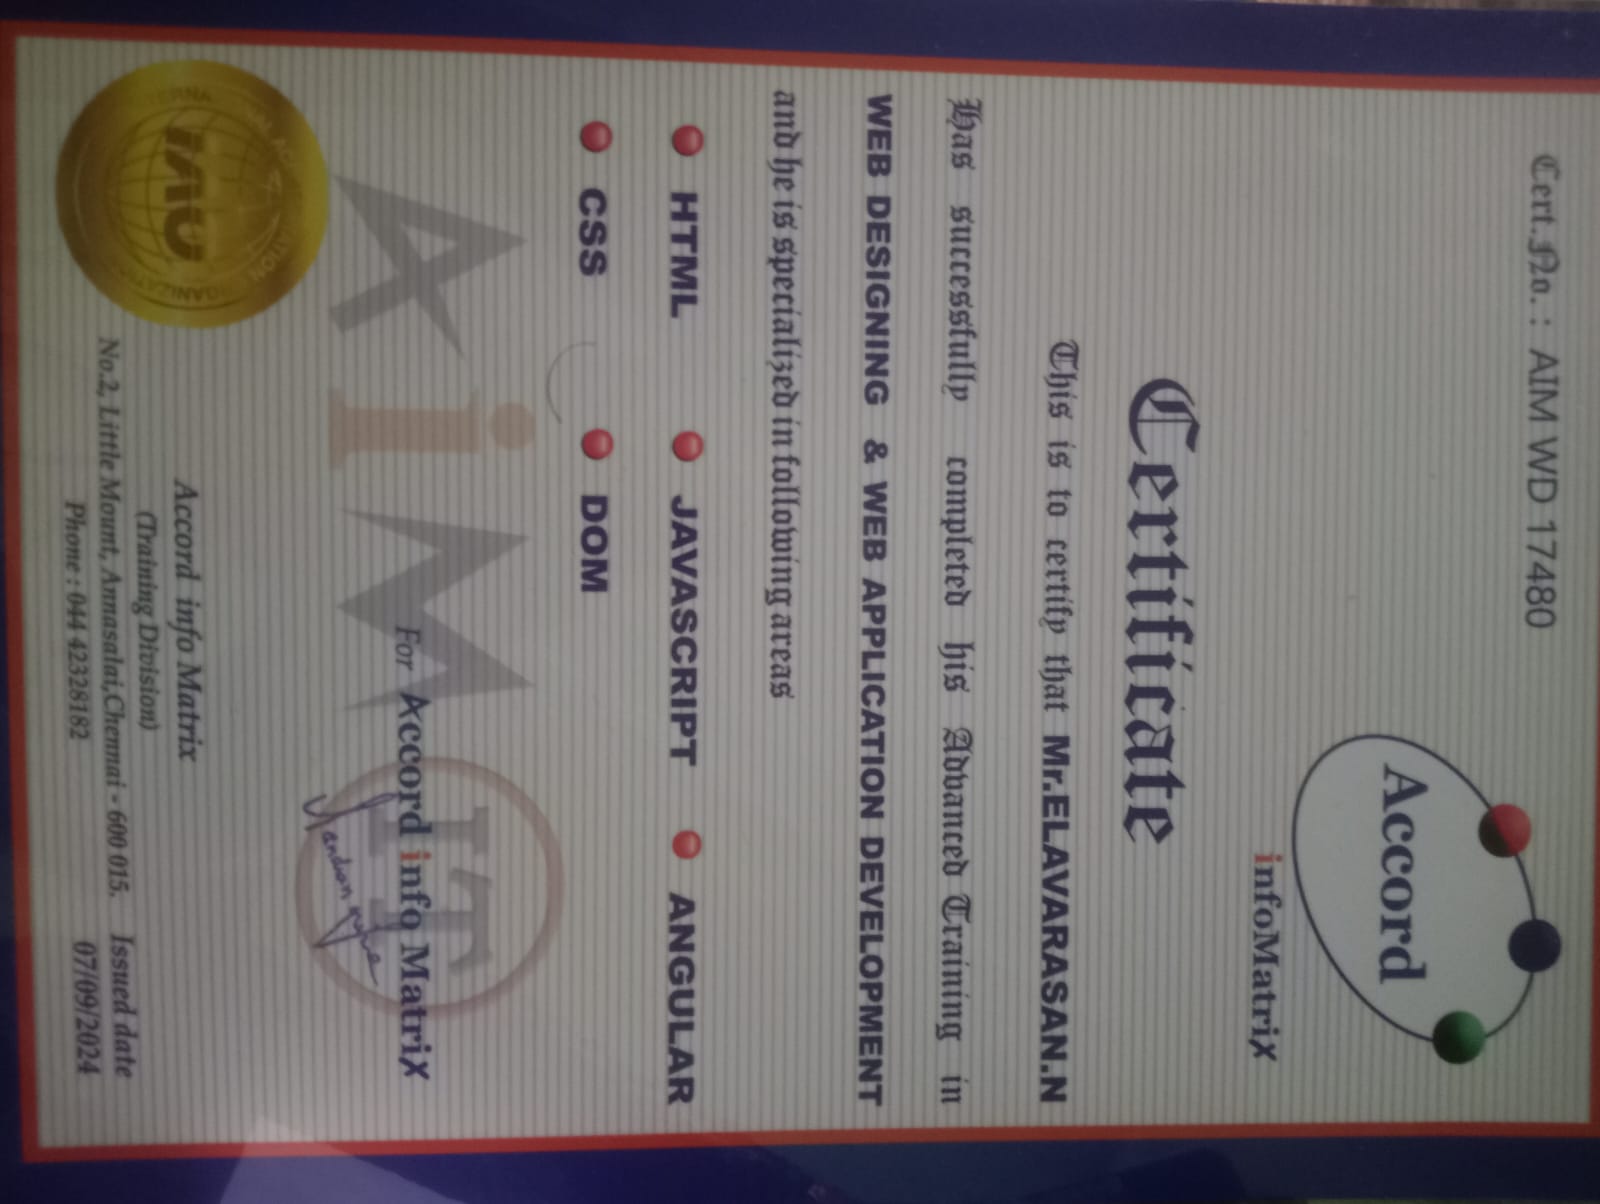 Cert.No. : AIM WD 17480
Accord
infoMatrix
Certificate
This is to certify that Mr.ELAVARASAN.N
Has successfully completed his Advanced Training in
WEB DESIGNING & WEB APPLICATION DEVELOPMENT
and he is specialized in following areas
HTML JAVASCRIPT ANGULAR
CSS DOM
AiM
IT
For Accord info Matrix
IAO
Accord info Matrix
(Training Division)
No.2, Little Mount, Annasalai,Chennai - 600 015.
Phone : 044 42328182
Issued date
07/09/2024